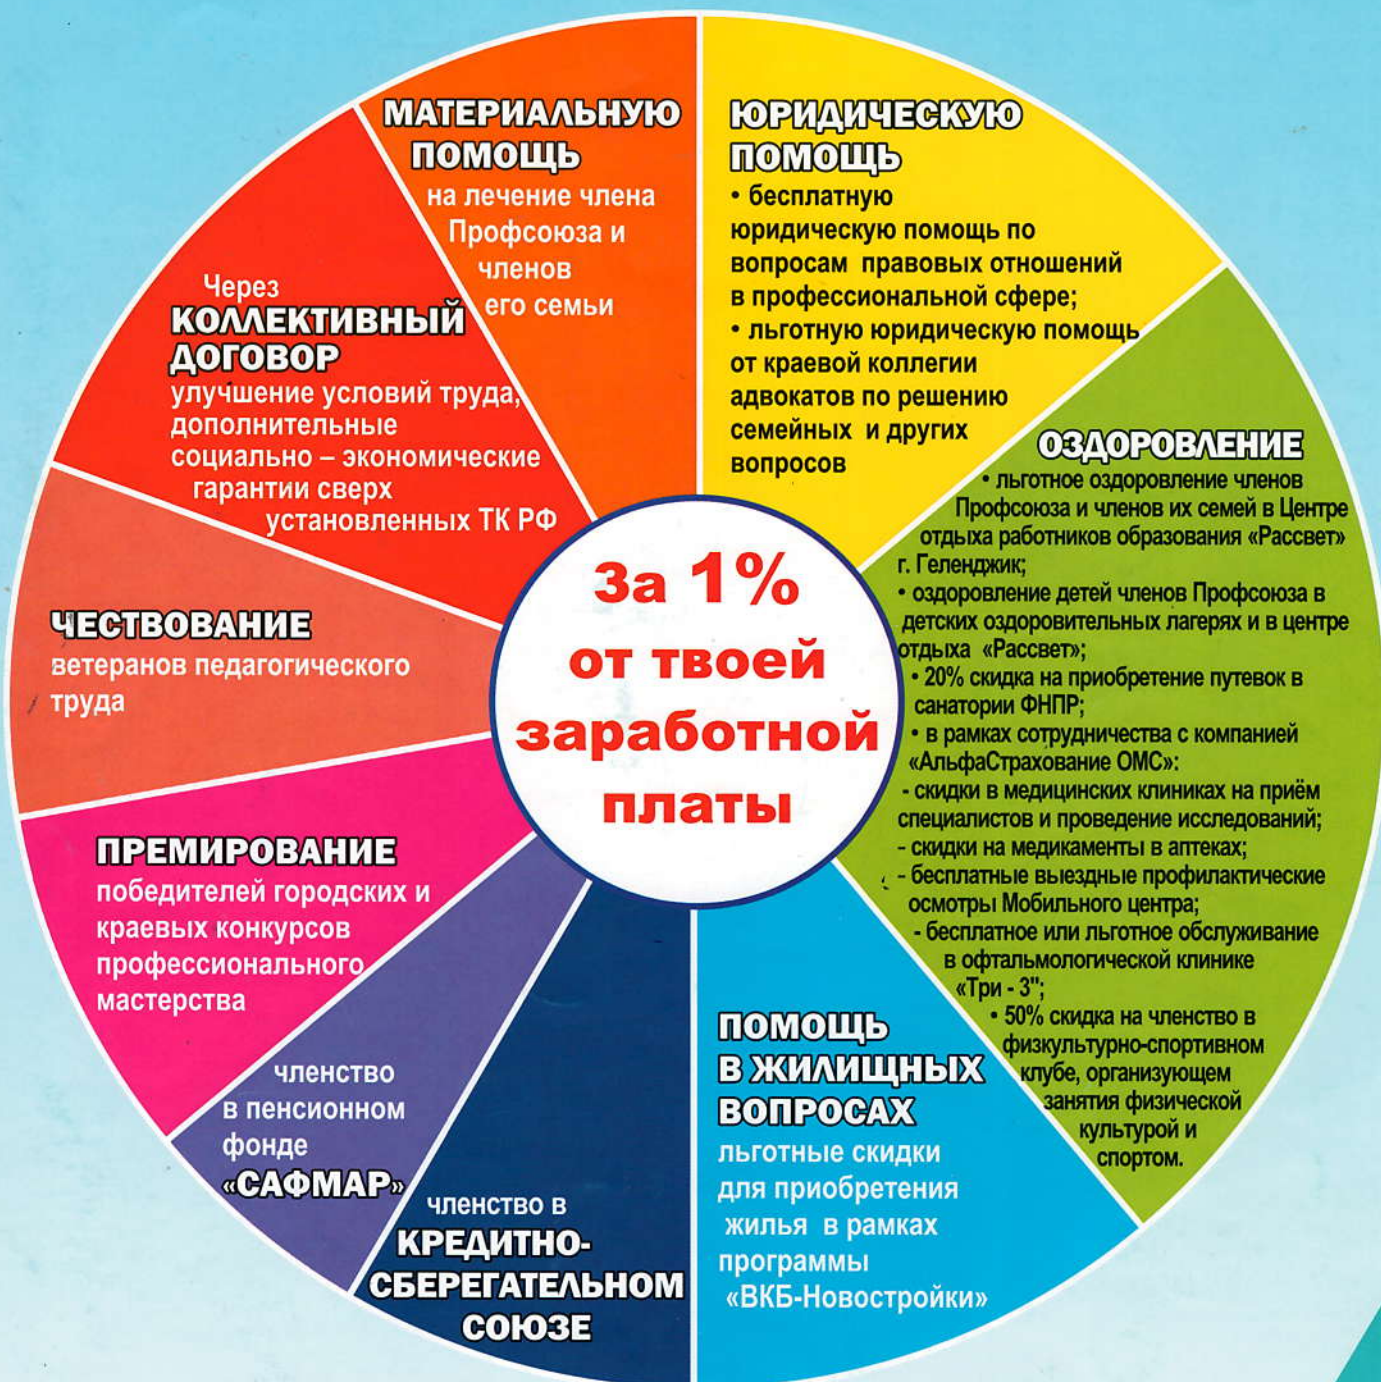 За 1%
от твоей
заработной
платы
МАТЕРИАЛЬНУЮ
ПОМОЩЬ
на лечение члена
Профсоюза и
членов
его семьи
ЮРИДИЧЕСКУЮ
ПОМОЩЬ
• бесплатную
юридическую помощь по
вопросам правовых отношений
в профессиональной сфере;
• льготную юридическую помощь
от краевой коллегии
адвокатов по решению
семейных и других
вопросов
ОЗДОРОВЛЕНИЕ
• льготное оздоровление членов
Профсоюза и членов их семей в Центре
отдыха работников образования «Рассвет»
г. Геленджик;
• оздоровление детей членов Профсоюза в
детских оздоровительных лагерях и в центре
отдыха «Рассвет»;
• 20% скидка на приобретение путевок в
санатории ФНПР;
• в рамках сотрудничества с компанией
«АльфаСтрахование ОМС»:
- скидки в медицинских клиниках на приём
специалистов и проведение исследований;
- скидки на медикаменты в аптеках;
- бесплатные выездные профилактические
осмотры Мобильного центра;
- бесплатное или льготное обслуживание
в офтальмологической клинике
«Три - З";
• 50% скидка на членство в
физкультурно-спортивном
клубе, организующем
занятия физической
культурой и
спортом.
ПОМОЩЬ
В ЖИЛИЩНЫХ
ВОПРОСАХ
льготные скидки
для приобретения
жилья в рамках
программы
«ВКБ-Новостройки»
членство в
КРЕДИТНО-
СБЕРЕГАТЕЛЬНОМ
СОЮЗЕ
членство
в пенсионном
фонде
«САФМАР»
ПРЕМИРОВАНИЕ
победителей городских и
краевых конкурсов
профессионального
мастерства
ЧЕСТВОВАНИЕ
ветеранов педагогического
труда
Через
КОЛЛЕКТИВНЫЙ
ДОГОВОР
улучшение условий труда,
дополнительные
социально – экономические
гарантии сверх
установленных ТК РФ